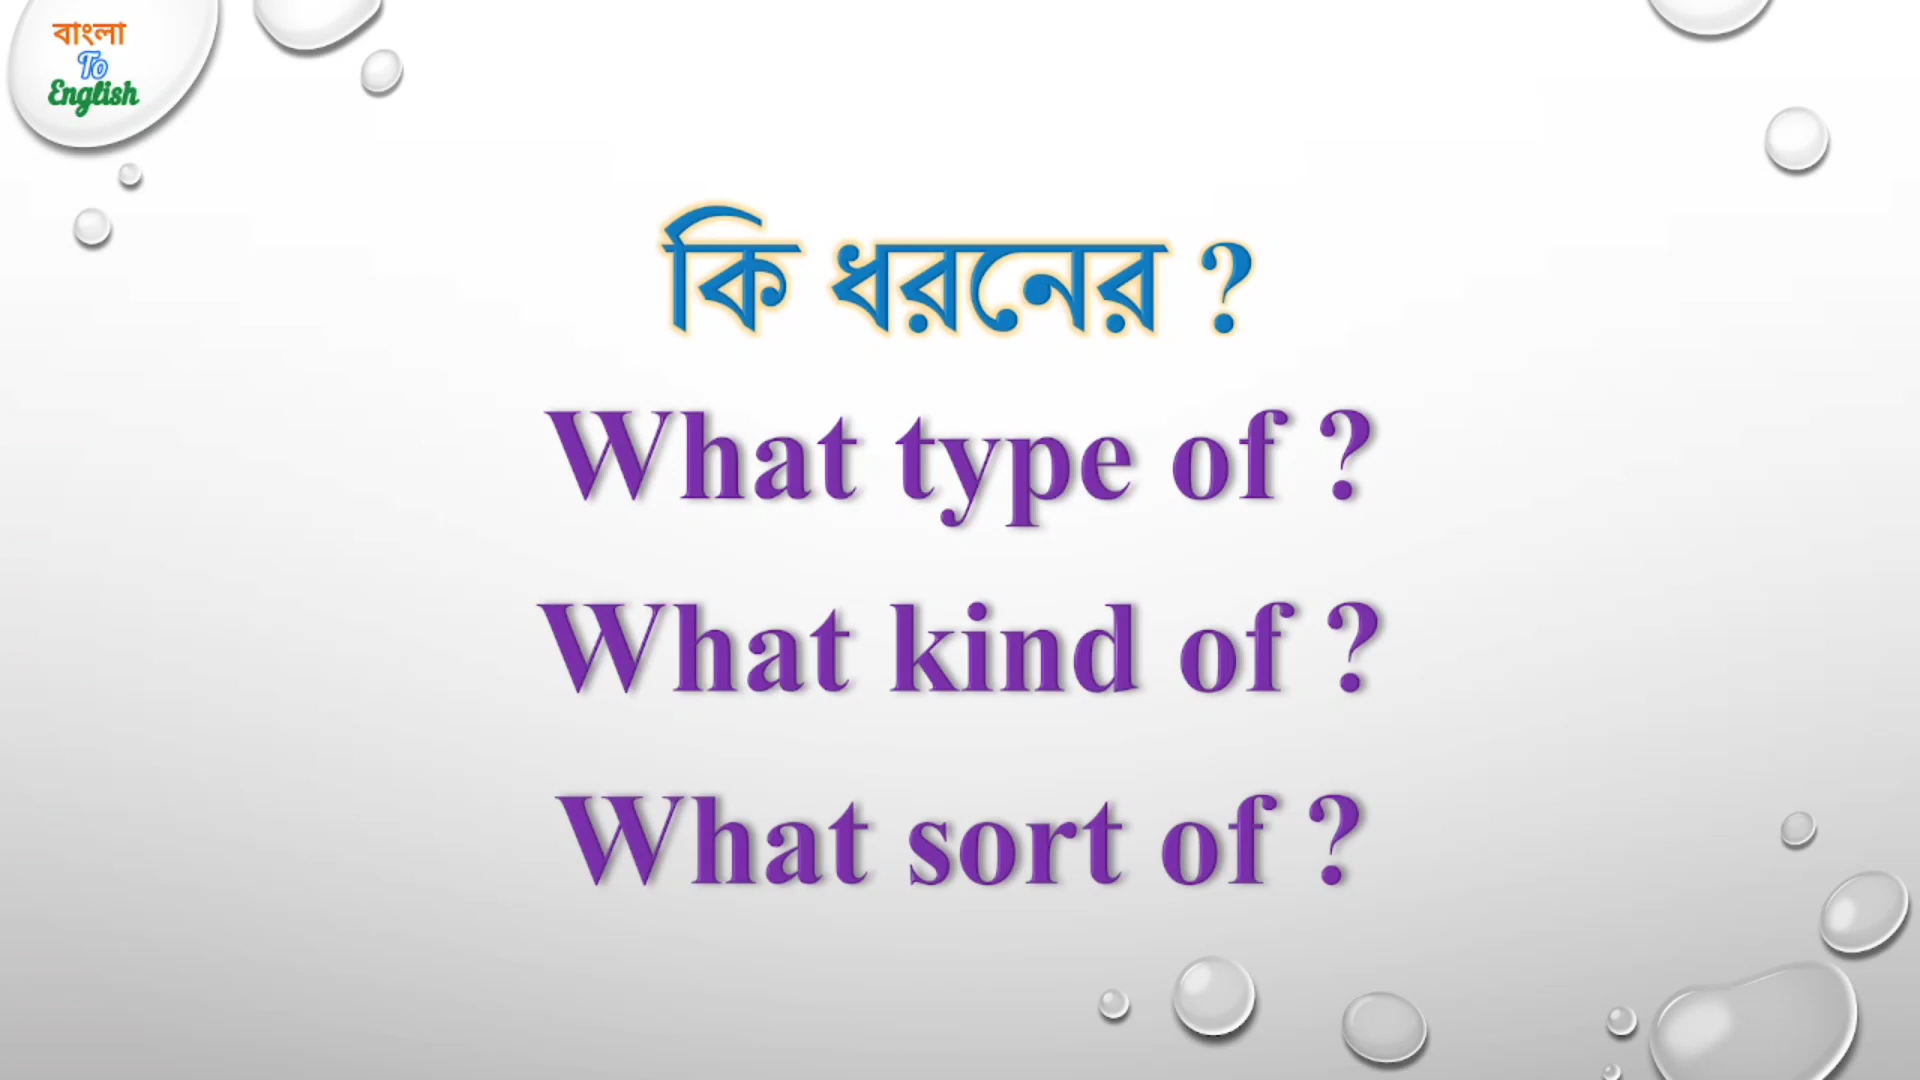 বাংলা
To
English
কি ধরনের ?
What type of ?
What kind of ?
What sort of ?